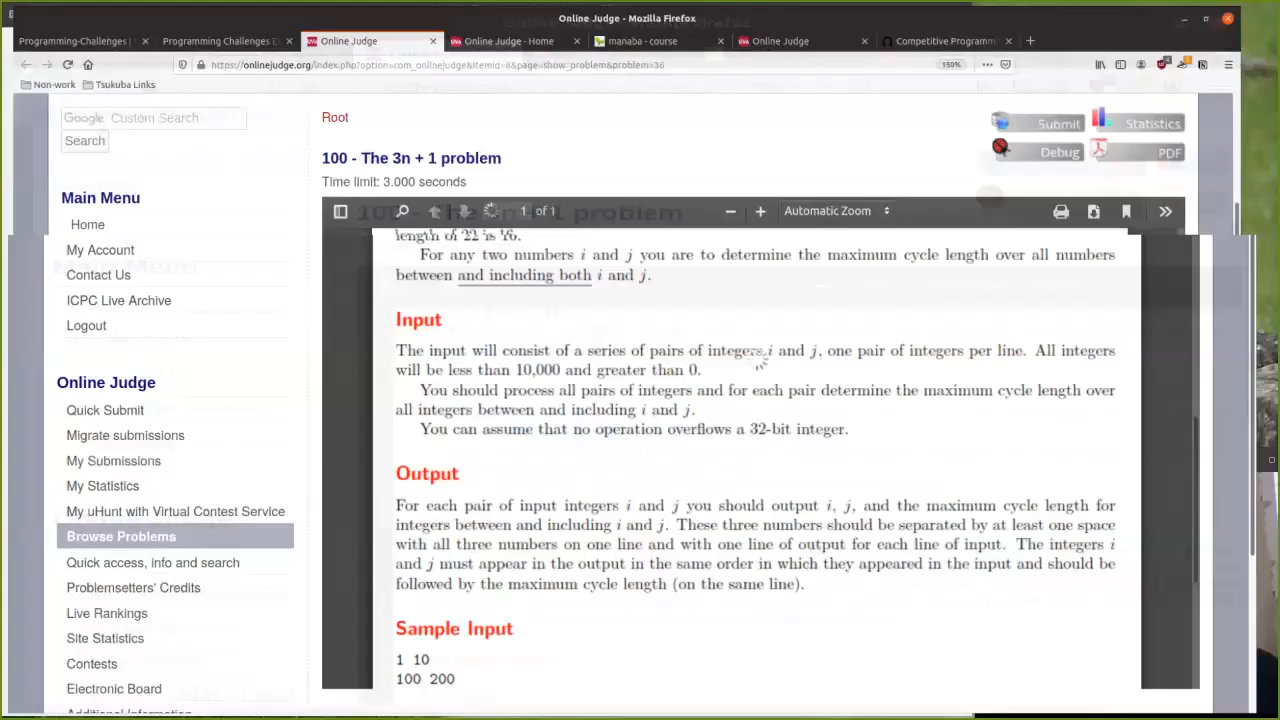 Online Judge - Mozilla Firefox
Programming-Challenges |
Programming Challenges
Online Judge
Online Judge - Home
manaba - course
Online Judge
Competitive Programm
https://onlinejudge.org/index.php?option=com_onlinejudge&Itemid=8&page=show_problem&problem=36
150%
Non-work
Tsukuba Links
Google Custom Search
Search
Main Menu
Home
My Account
Contact Us
ICPC Live Archive
Logout
Online Judge
Quick Submit
Migrate submissions
My Submissions
My Statistics
My uHunt with Virtual Contest Service
Browse Problems
Quick access, info and search
Problemsetters' Credits
Live Rankings
Site Statistics
Contests
Electronic Board
Additional Information
Root
Submit
Statistics
Debug
PDF
100 - The 3n + 1 problem
Time limit: 3.000 seconds
1 of 1
Automatic Zoom
length of 22 is 16.
For any two numbers i and j you are to determine the maximum cycle length over all numbers
between and including both i and j.
Input
The input will consist of a series of pairs of integers i and j, one pair of integers per line. All integers
will be less than 10,000 and greater than 0.
You should process all pairs of integers and for each pair determine the maximum cycle length over
all integers between and including i and j.
You can assume that no operation overflows a 32-bit integer.
Output
For each pair of input integers i and j you should output i, j, and the maximum cycle length for
integers between and including i and j. These three numbers should be separated by at least one space
with all three numbers on one line and with one line of output for each line of input. The integers i
and j must appear in the output in the same order in which they appeared in the input and should be
followed by the maximum cycle length (on the same line).
Sample Input
1 10
100 200